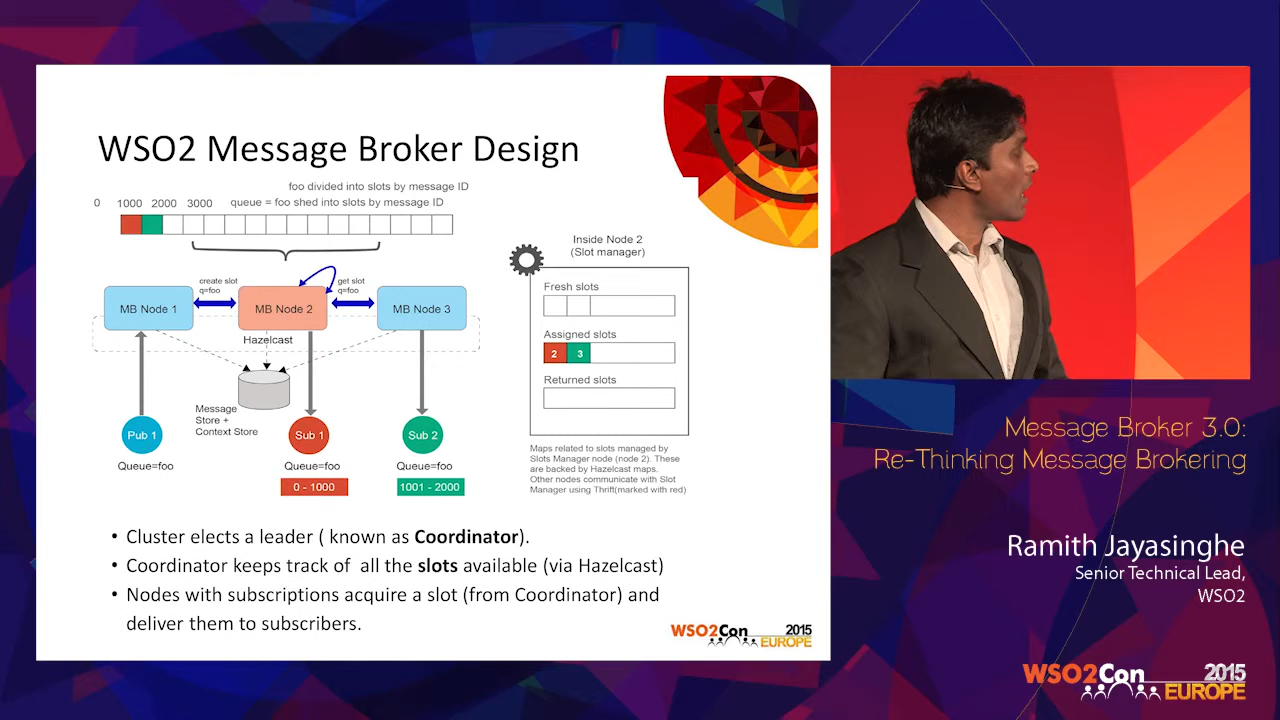 WSO2 Message Broker Design
foo divided into slots by message ID
0 1000 2000 3000 queue = foo shed into slots by message ID
Inside Node 2
(Slot manager)
Fresh slots
Assigned slots
2 3
Returned slots
create slot
q=foo
get slot
q=foo
MB Node 1
MB Node 2
MB Node 3
Hazelcast
Message
Store +
Context Store
Pub 1
Sub 1
Sub 2
Queue=foo
Queue=foo
Queue=foo
0 - 1000
1001 - 2000
Maps related to slots managed by
Slots Manager node (node 2). These
are backed by Hazelcast maps.
Other nodes communicate with Slot
Manager using Thrift(marked with red)
• Cluster elects a leader ( known as Coordinator).
• Coordinator keeps track of all the slots available (via Hazelcast)
• Nodes with subscriptions acquire a slot (from Coordinator) and
deliver them to subscribers.
WSO2Con 2015
EUROPE
Message Broker 3.0:
Re-Thinking Message Brokering
Ramith Jayasinghe
Senior Technical Lead,
WSO2
WSO2Con 2015
EUROPE